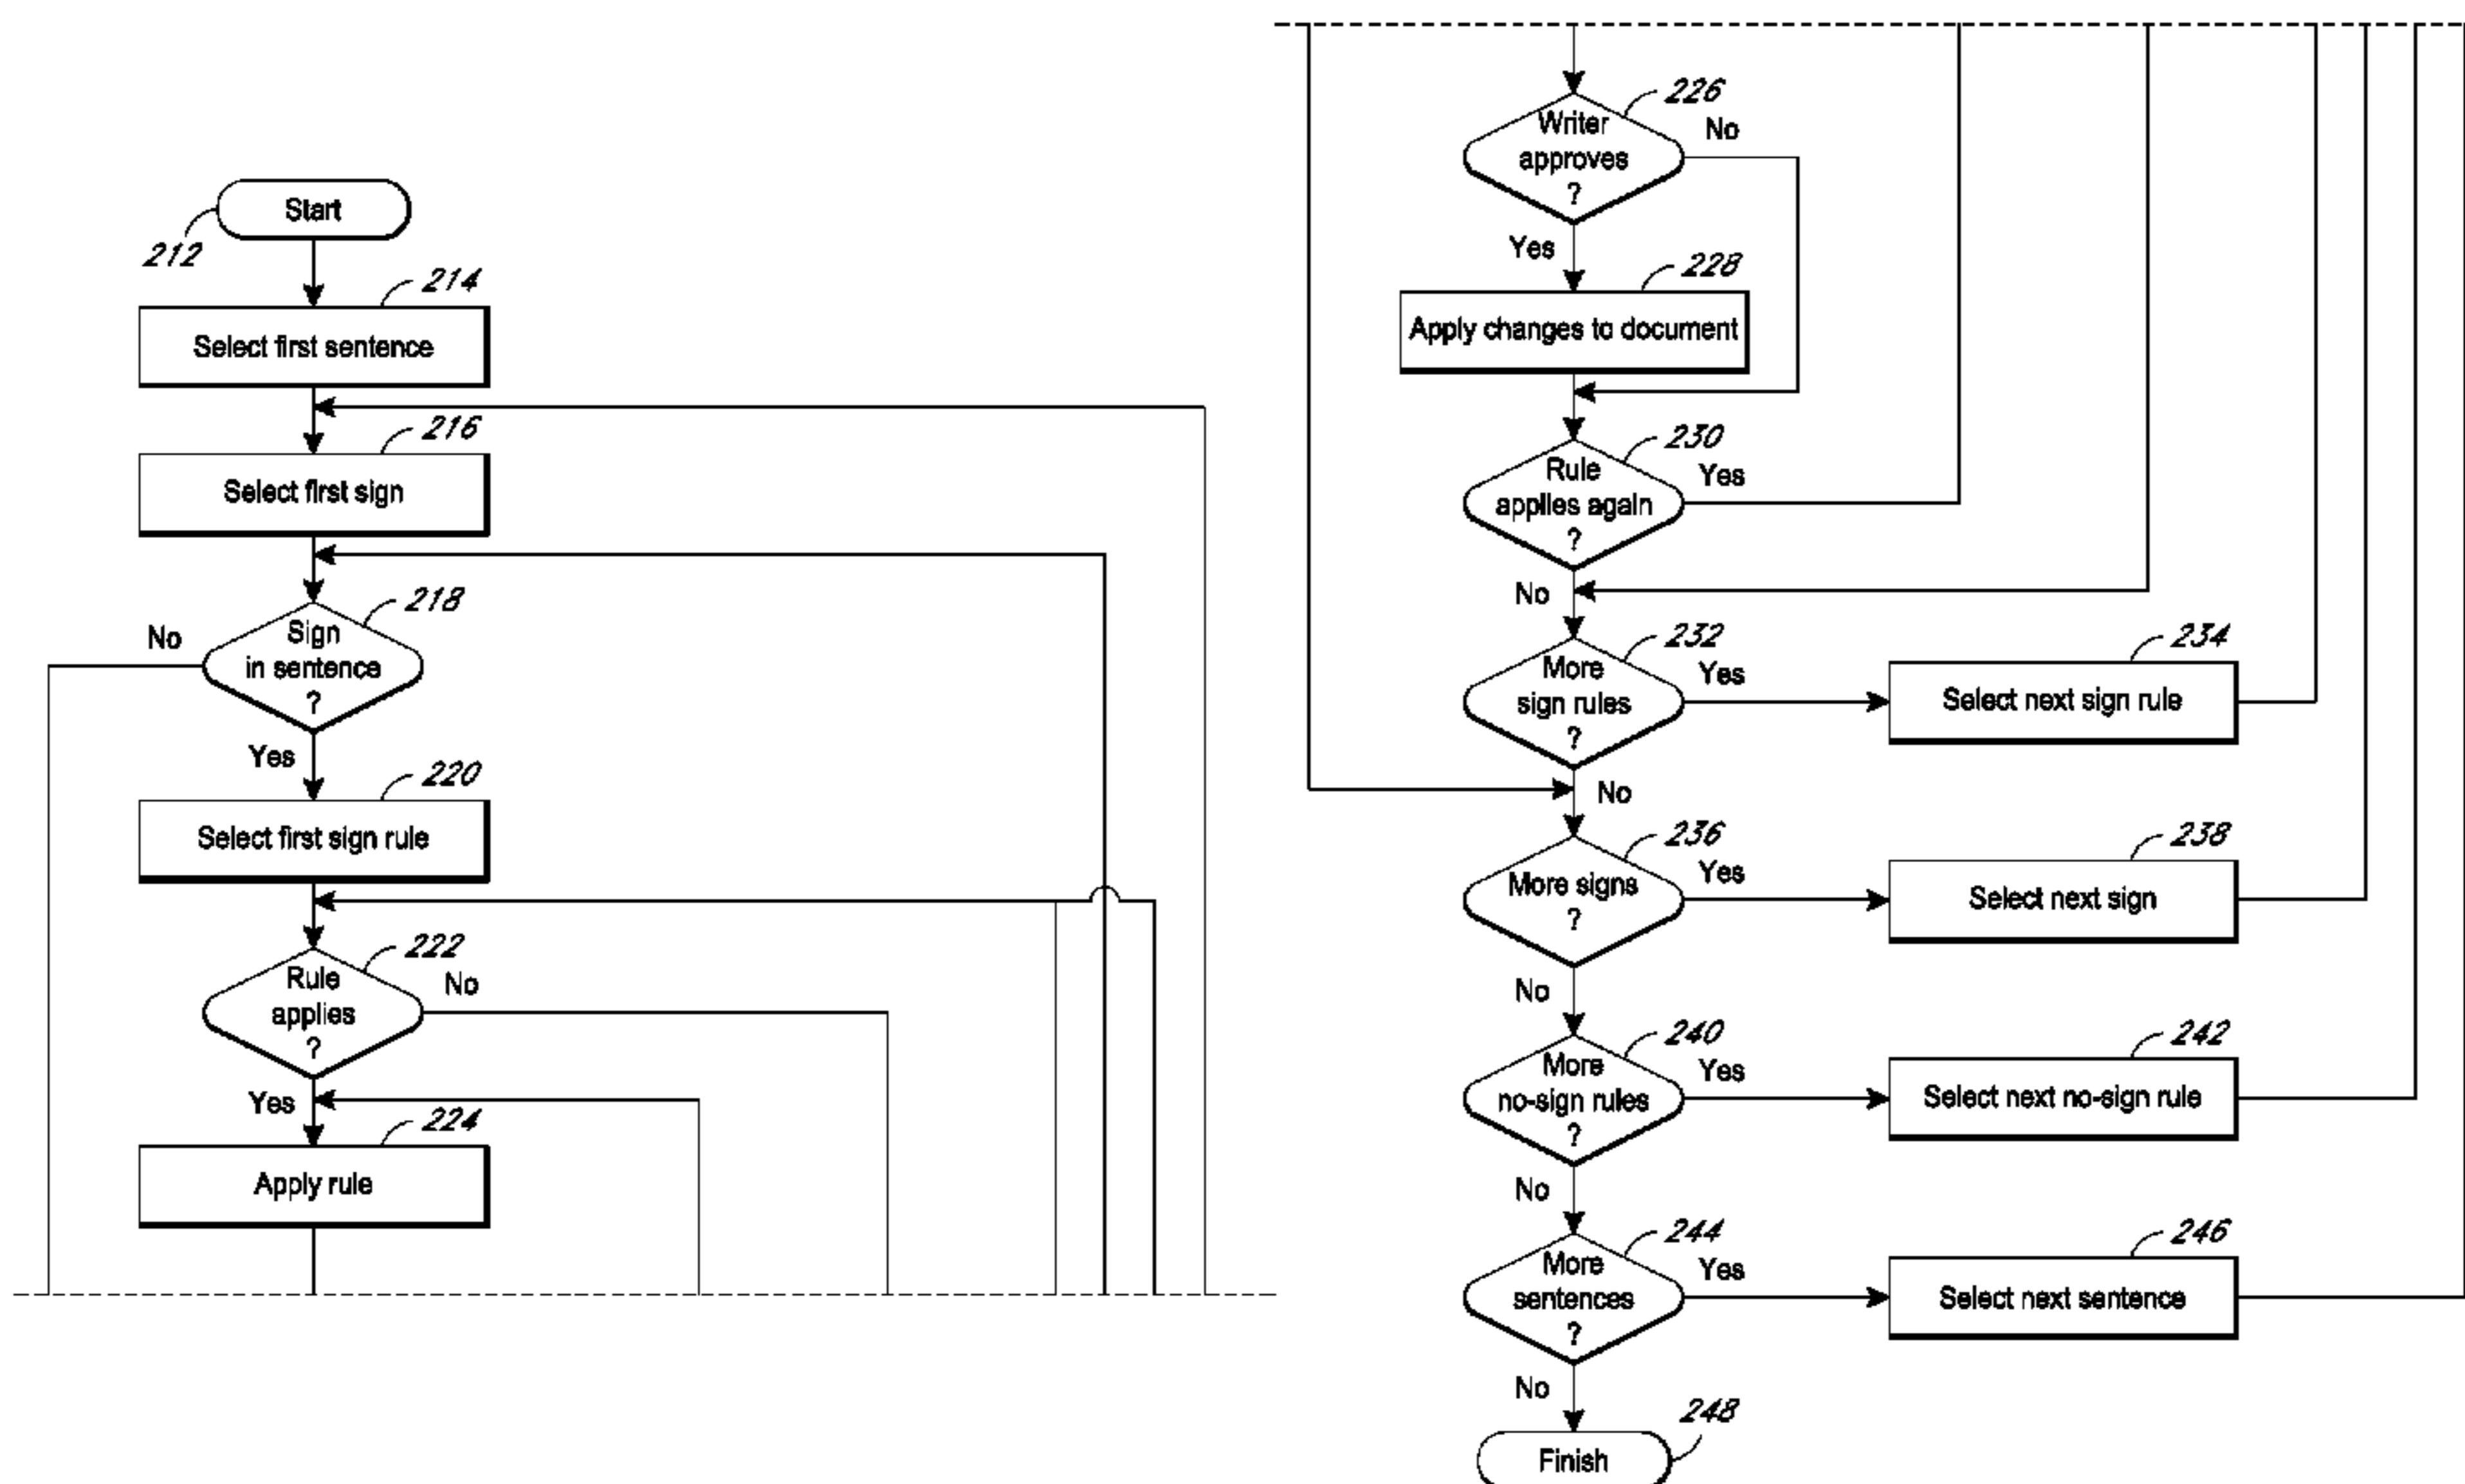 Start
212
214
Select first sentence
216
Select first sign
218
No
Sign
in sentence
?
Yes
220
Select first sign rule
222
Rule
applies
?
No
Yes
224
Apply rule
226
Writer
approves
?
No
Yes
228
Apply changes to document
230
Rule
applies again
?
Yes
No
232
More
sign rules
?
Yes
234
Select next sign rule
No
236
More signs
?
Yes
238
Select next sign
No
240
More
no-sign rules
?
Yes
242
Select next no-sign rule
No
244
More
sentences
?
Yes
246
Select next sentence
No
248
Finish